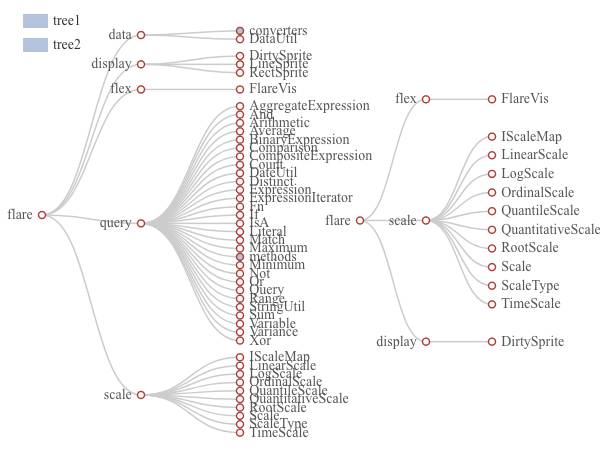 tree1
tree2
flare
data
converters
DataUtil
display
DirtySprite
LineSprite
RectSprite
flex
FlareVis
query
AggregateExpression
And
Arithmetic
Average
BinaryExpression
Comparison
CompositeExpression
Count
DateUtil
Distinct
Expression
ExpressionIterator
Fn
If
IsA
Literal
Match
Maximum
methods
Minimum
Not
Or
Query
Range
StringUtil
Sum
Variable
Variance
Xor
scale
IScaleMap
LinearScale
LogScale
OrdinalScale
QuantileScale
QuantitativeScale
RootScale
Scale
ScaleType
TimeScale
flare
flex
FlareVis
scale
IScaleMap
LinearScale
LogScale
OrdinalScale
QuantileScale
QuantitativeScale
RootScale
Scale
ScaleType
TimeScale
display
DirtySprite